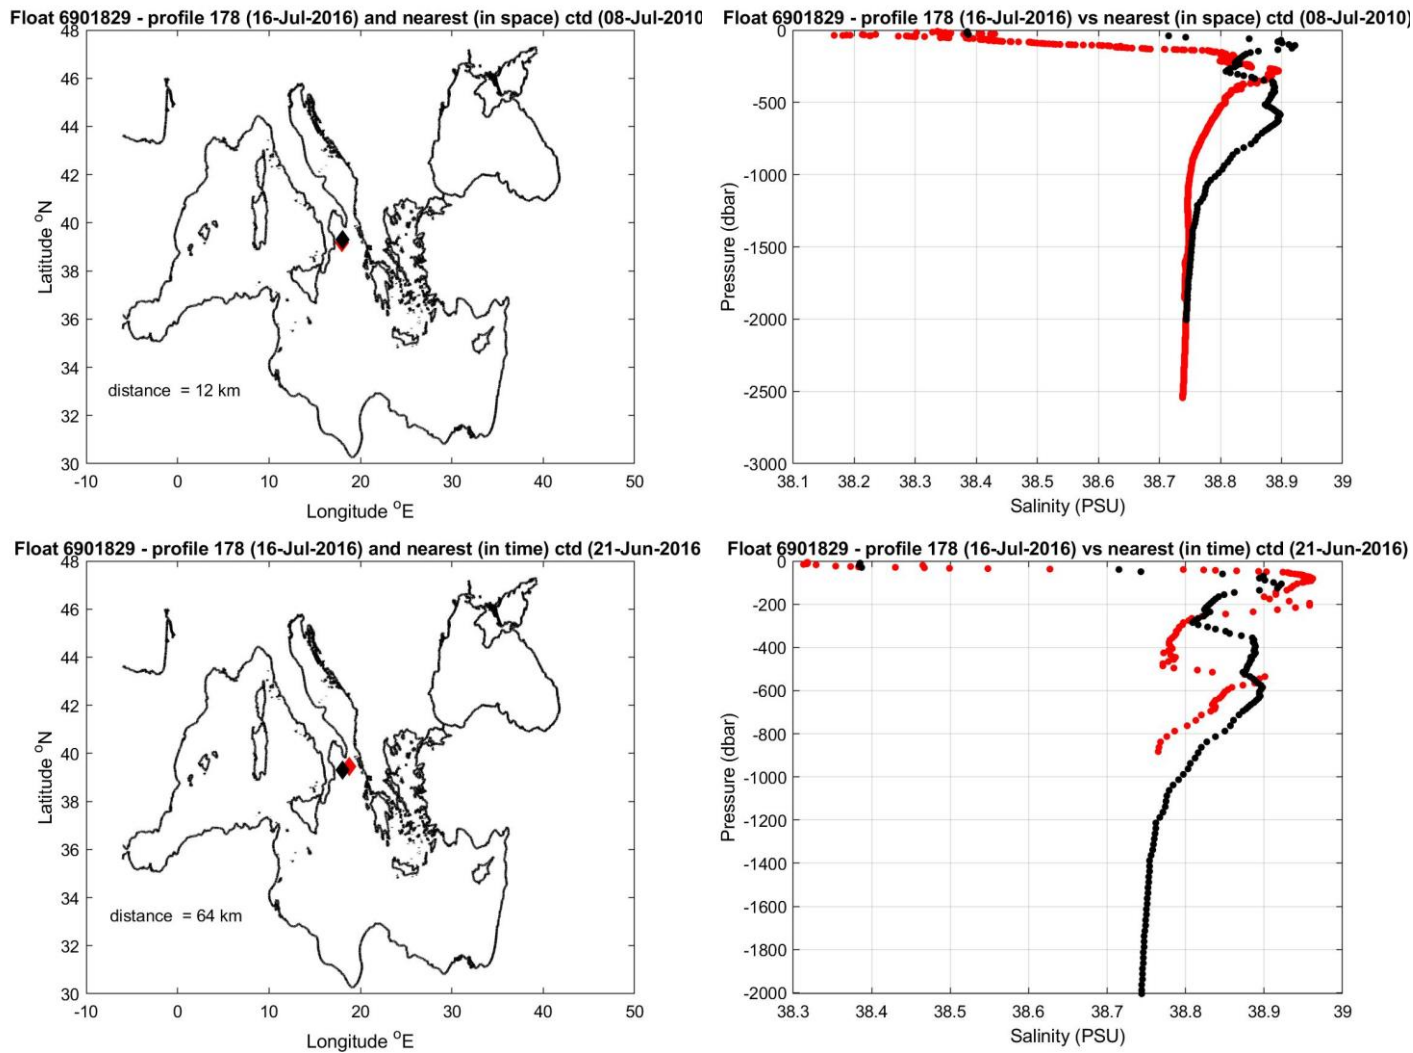 Float 6901829 - profile 178 (16-Jul-2016) and nearest (in space) ctd (08-Jul-2010
48
46
44
42
40
38
36
34
32
30
Latitude °N
distance = 12 km
-10 0 10 20 30 40 50
Longitude °E
Float 6901829 - profile 178 (16-Jul-2016) vs nearest (in space) ctd (08-Jul-2010)
0
-500
-1000
-1500
-2000
-2500
-3000
Pressure (dbar)
38.1 38.2 38.3 38.4 38.5 38.6 38.7 38.8 38.9 39
Salinity (PSU)
Float 6901829 - profile 178 (16-Jul-2016) and nearest (in time) ctd (21-Jun-2016
48
46
44
42
40
38
36
34
32
30
Latitude °N
distance = 64 km
-10 0 10 20 30 40 50
Longitude °E
Float 6901829 - profile 178 (16-Jul-2016) vs nearest (in time) ctd (21-Jun-2016)
0
-200
-400
-600
-800
-1000
-1200
-1400
-1600
-1800
-2000
Pressure (dbar)
38.3 38.4 38.5 38.6 38.7 38.8 38.9 39
Salinity (PSU)